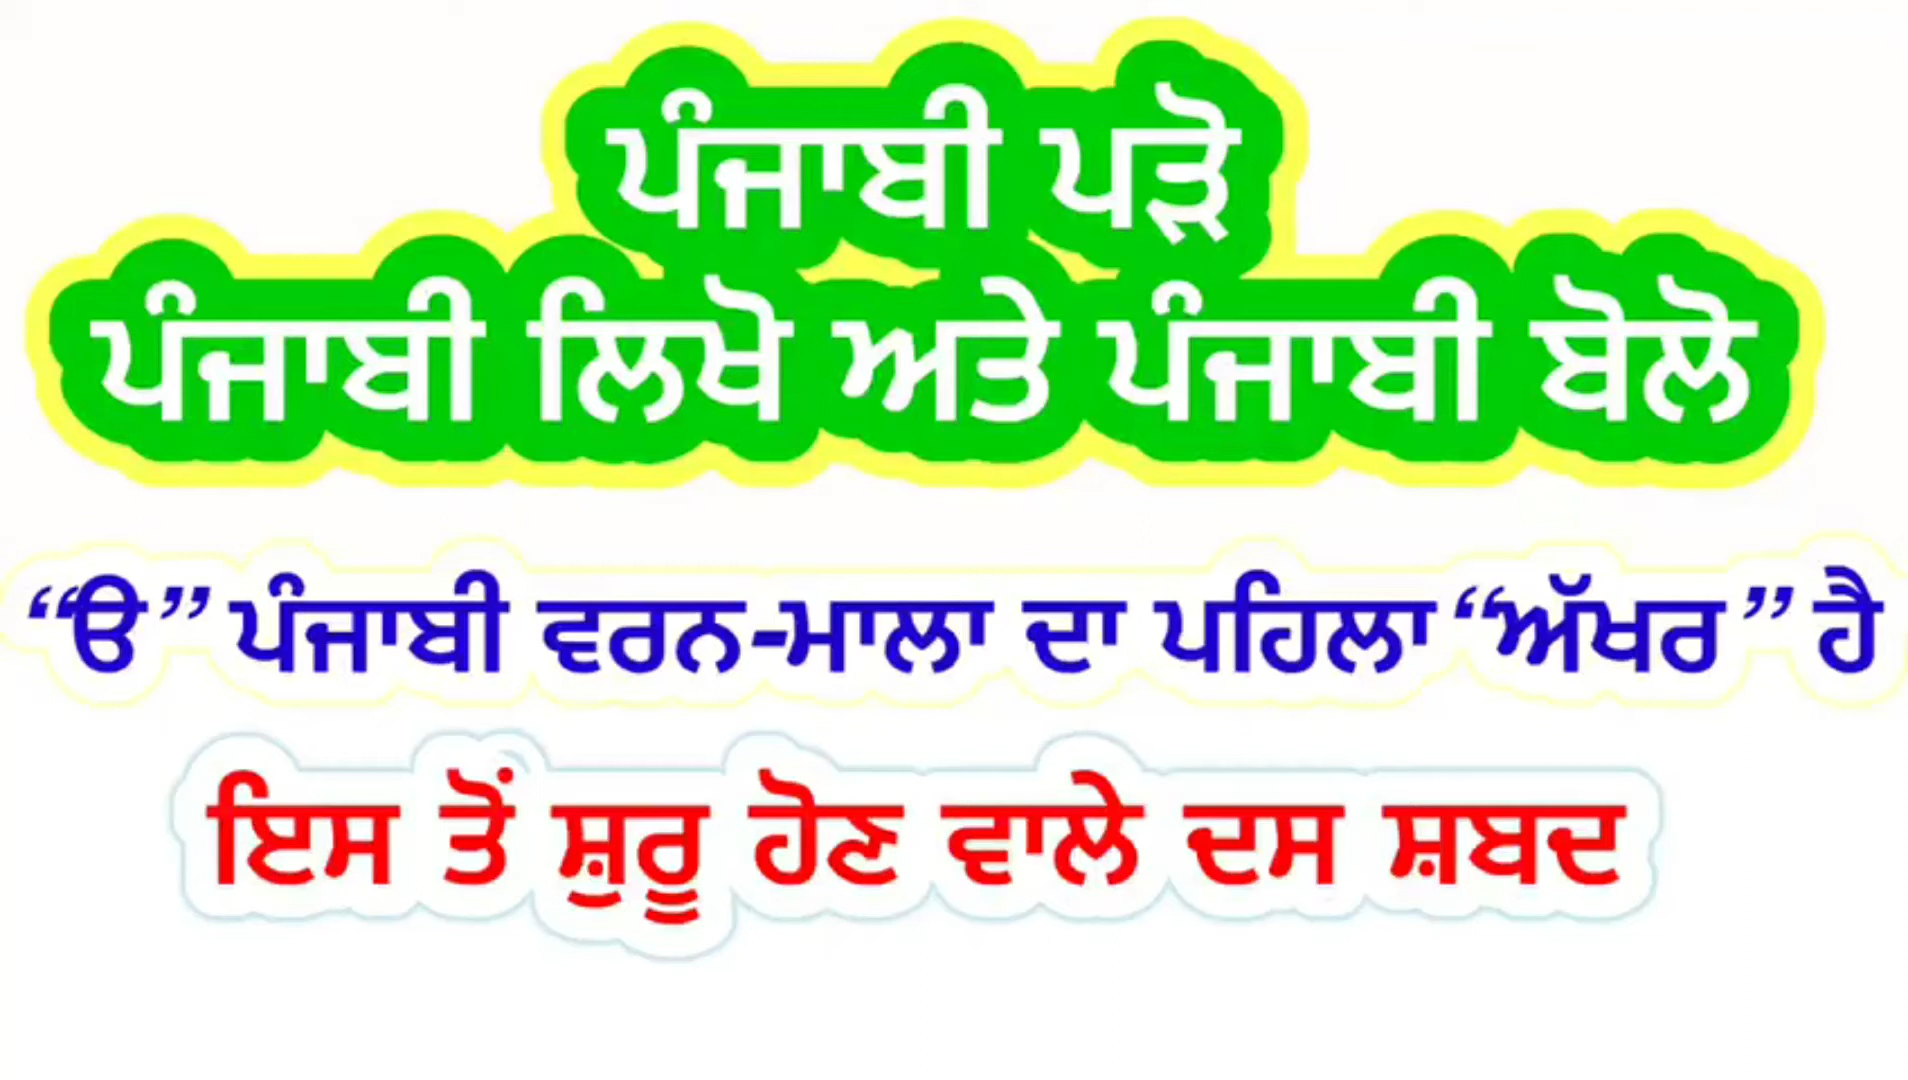 ਪੰਜਾਬੀ ਪੜੋ
ਪੰਜਾਬੀ ਲਿਖੋ ਅਤੇ ਪੰਜਾਬੀ ਬੋਲੋ
“ੳ” ਪੰਜਾਬੀ ਵਰਨ-ਮਾਲਾ ਦਾ ਪਹਿਲਾ “ਅੱਖਰ” ਹੈ
ਇਸ ਤੋਂ ਸ਼ੁਰੂ ਹੋਣ ਵਾਲੇ ਦਸ ਸ਼ਬਦ